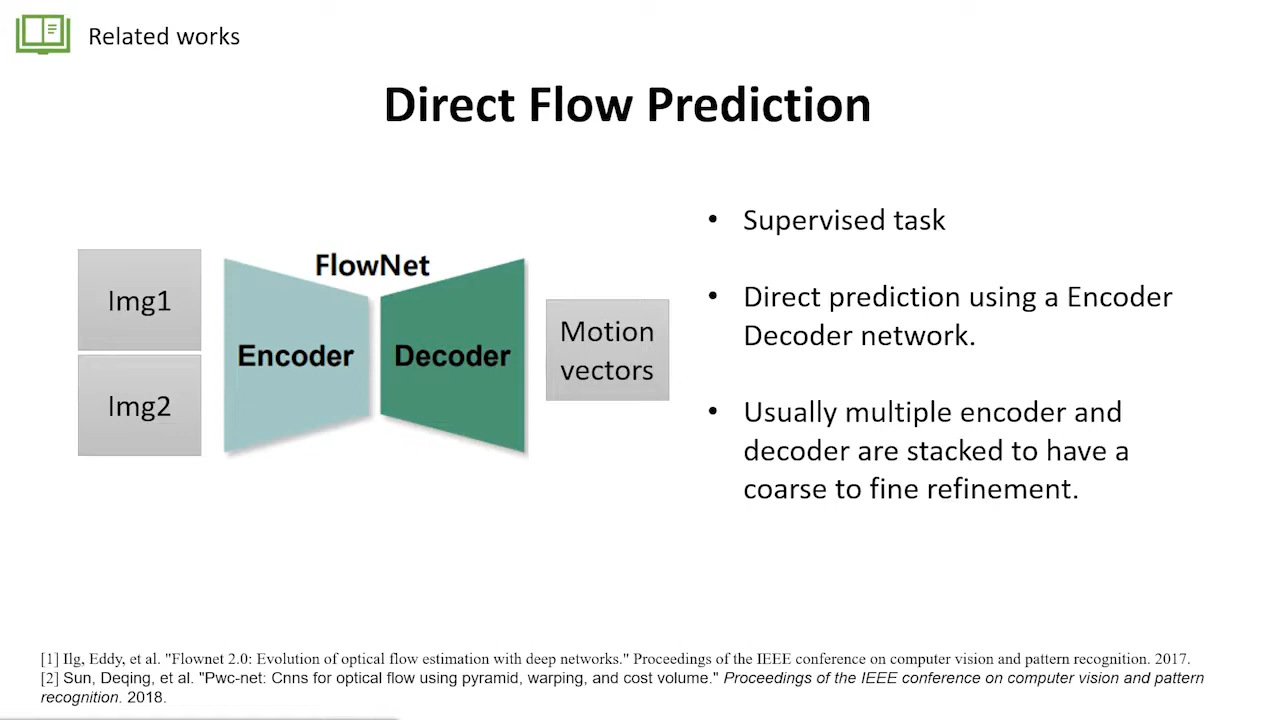 Related works
Direct Flow Prediction
Img1
Img2
FlowNet
Encoder
Decoder
Motion
vectors
• Supervised task
• Direct prediction using a Encoder
Decoder network.
• Usually multiple encoder and
decoder are stacked to have a
coarse to fine refinement.
[1] Ilg, Eddy, et al. "Flownet 2.0: Evolution of optical flow estimation with deep networks." Proceedings of the IEEE conference on computer vision and pattern recognition. 2017.
[2] Sun, Deqing, et al. "Pwc-net: Cnns for optical flow using pyramid, warping, and cost volume." Proceedings of the IEEE conference on computer vision and pattern
recognition. 2018.